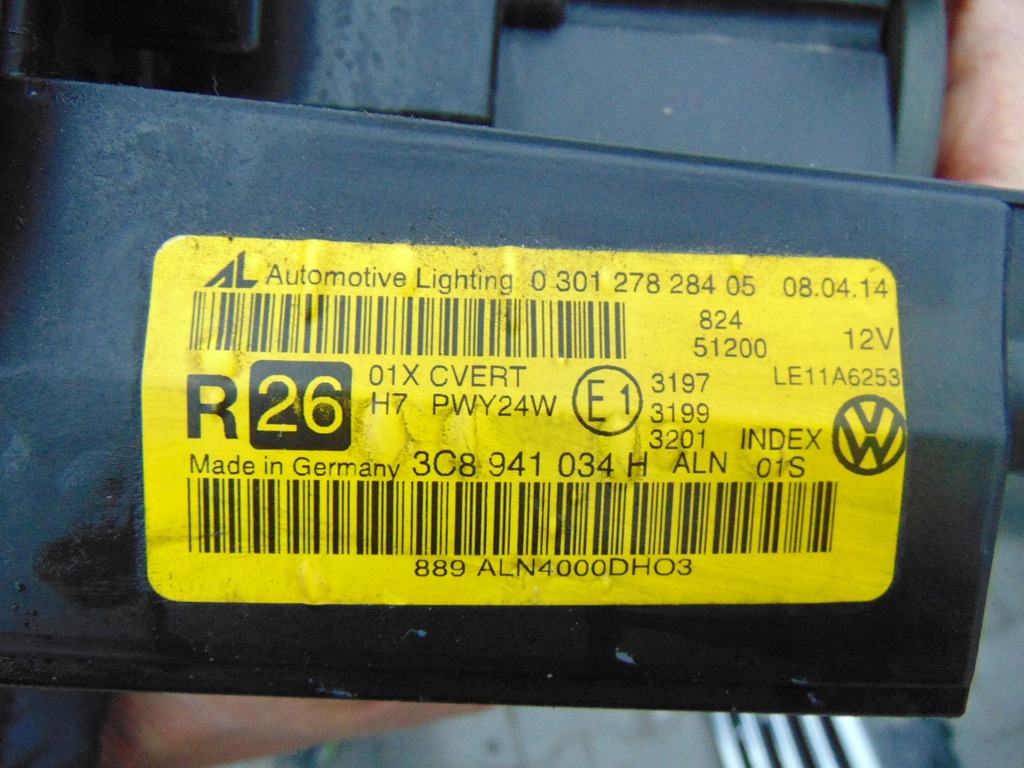 AL Automotive Lighting 0 301 278 284 05 08.04.14
824
51200 12V
R 26 01X CVERT E1 3197 LE11A6253
H7 PWY24W 3199
3201 INDEX VW
Made in Germany 3C8 941 034 H ALN 01S
889 ALN4000DHO3